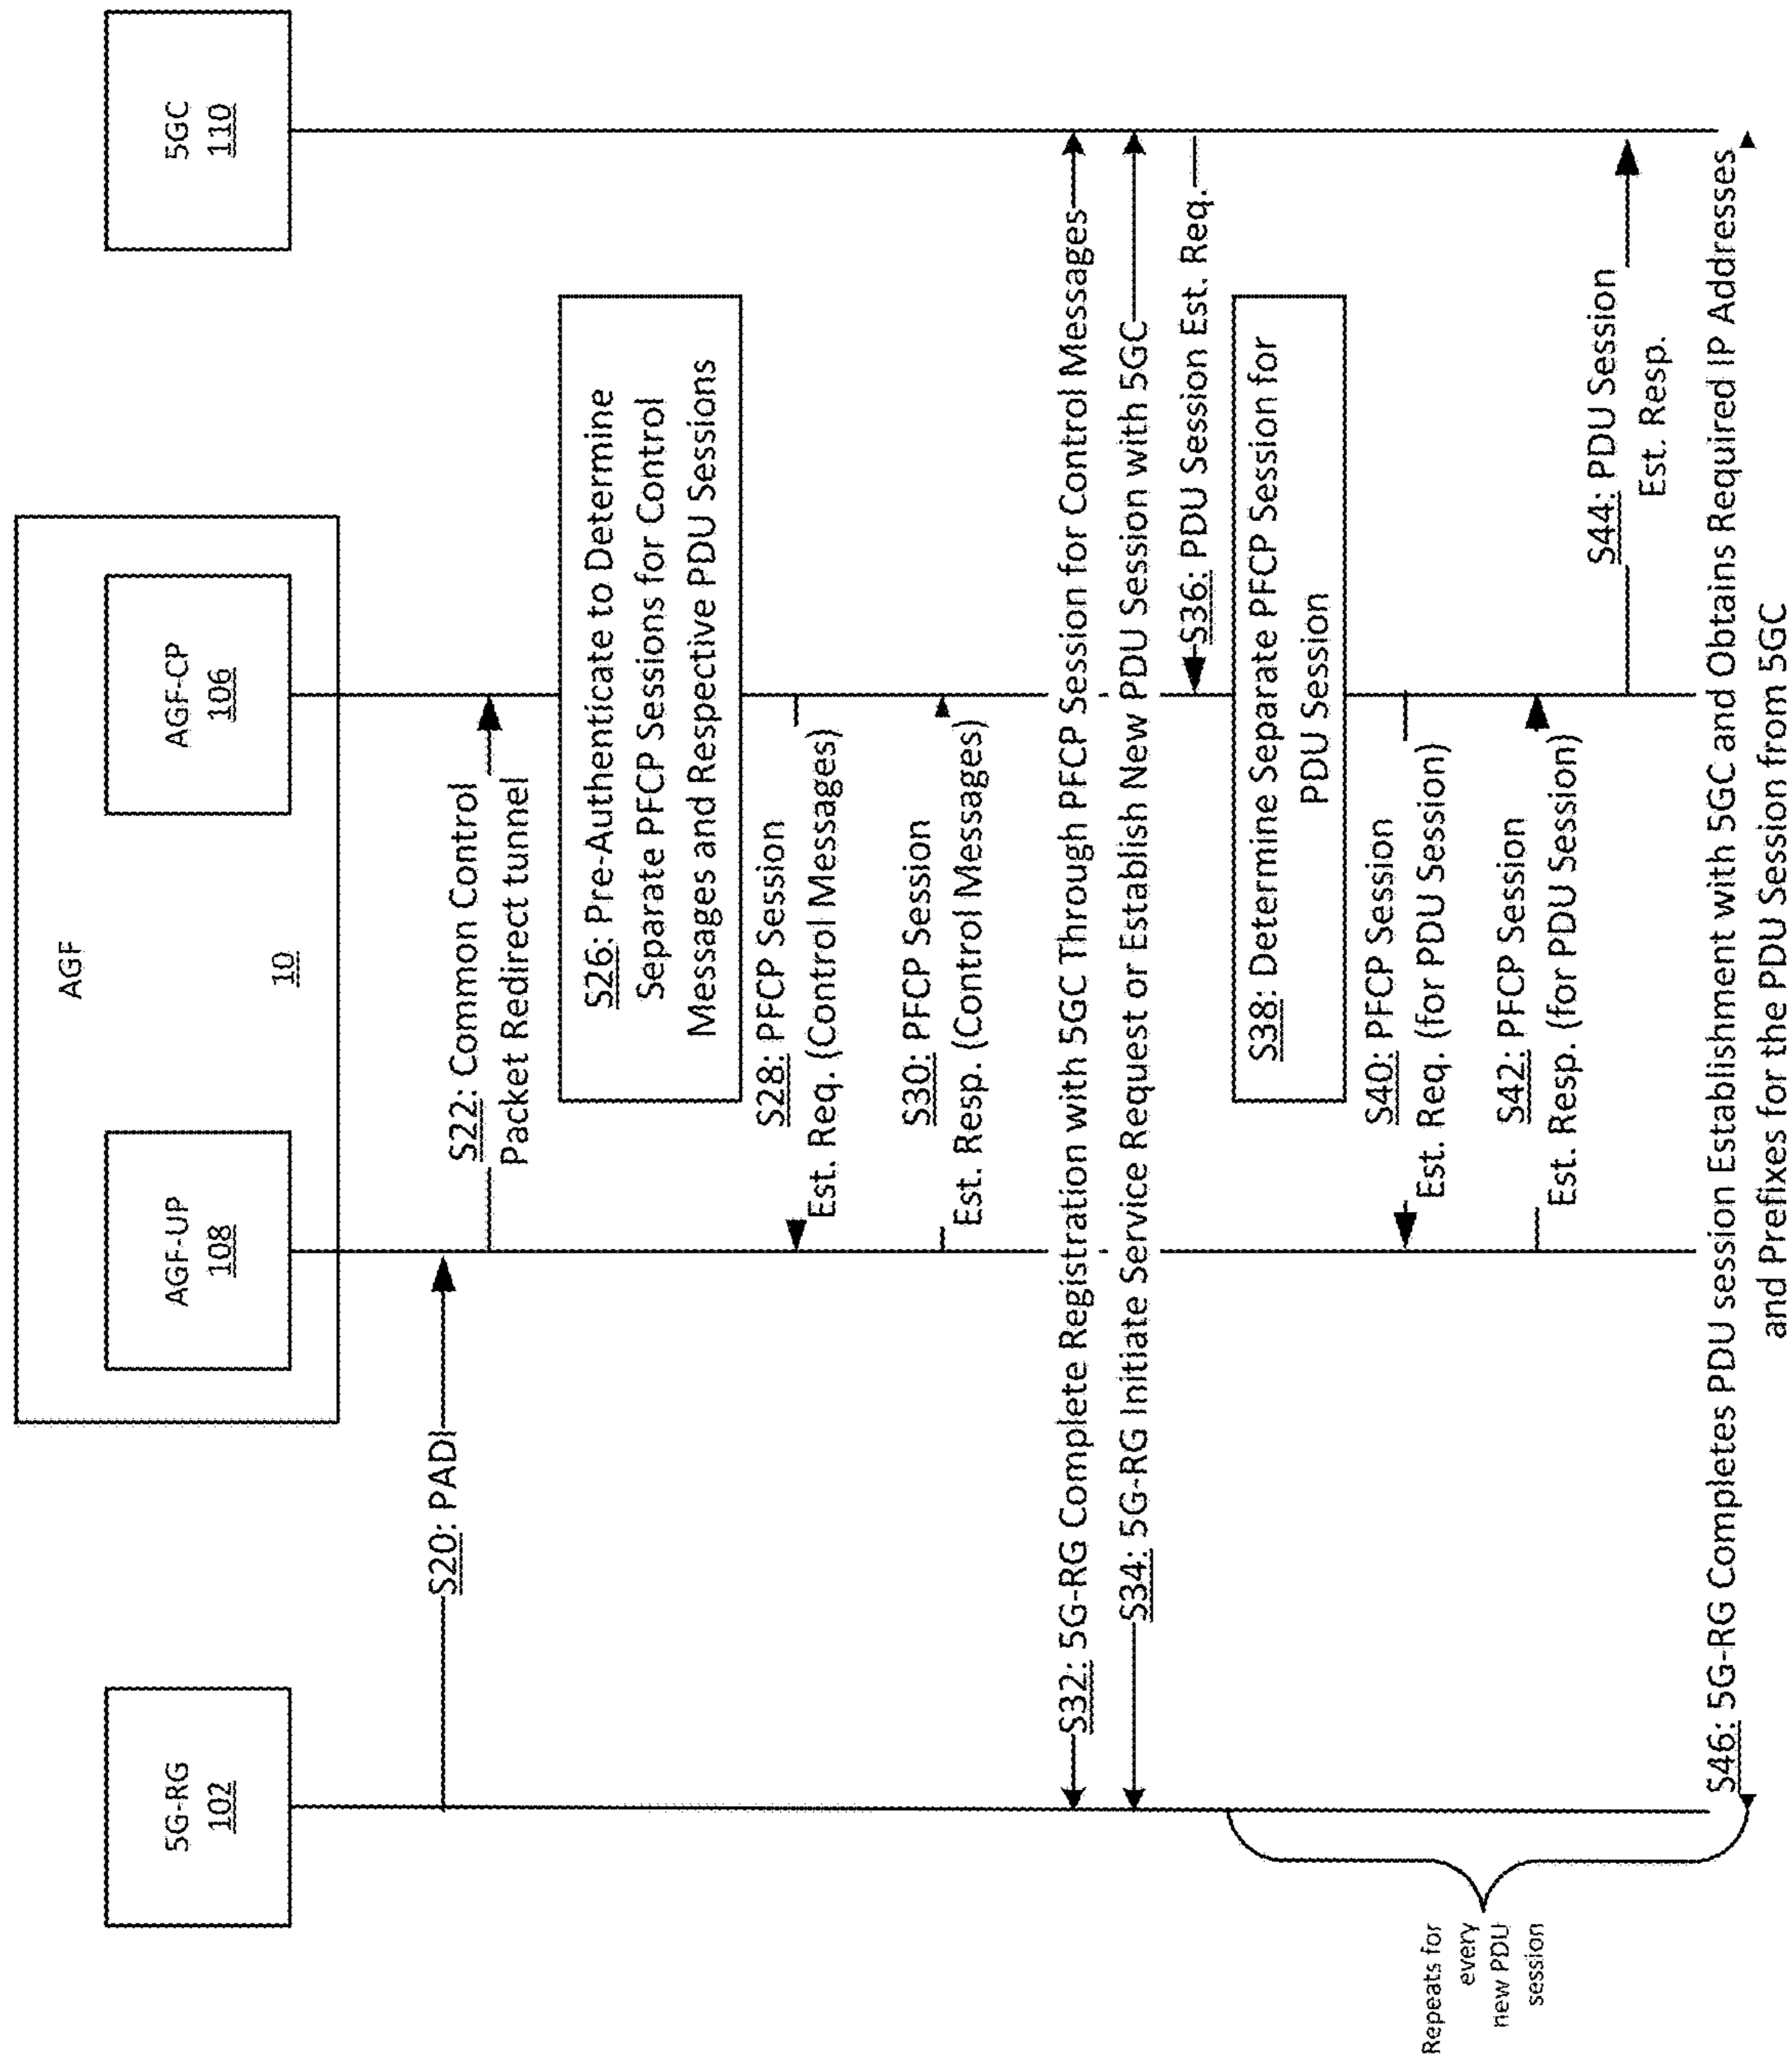 AGF
10
5G-RG
102
AGF-UP
108
AGF-CP
106
5GC
110
S20: PADI
S22: Common Control
Packet Redirect tunnel
S26: Pre-Authenticate to Determine
Separate PFCP Sessions for Control
Messages and Respective PDU Sessions
S28: PFCP Session
Est. Req. (Control Messages)
S30: PFCP Session
Est. Resp. (Control Messages)
S32: 5G-RG Complete Registration with 5GC Through PFCP Session for Control Messages
S34: 5G-RG Initiate Service Request or Establish New PDU Session with 5GC
S36: PDU Session Est. Req.
S38: Determine Separate PFCP Session for
PDU Session
S40: PFCP Session
Est. Req. (for PDU Session)
S42: PFCP Session
Est. Resp. (for PDU Session)
S44: PDU Session
Est. Resp.
Repeats for
every
new PDU
session
S46: 5G-RG Completes PDU session Establishment with 5GC and Obtains Required IP Addresses
and Prefixes for the PDU Session from 5GC